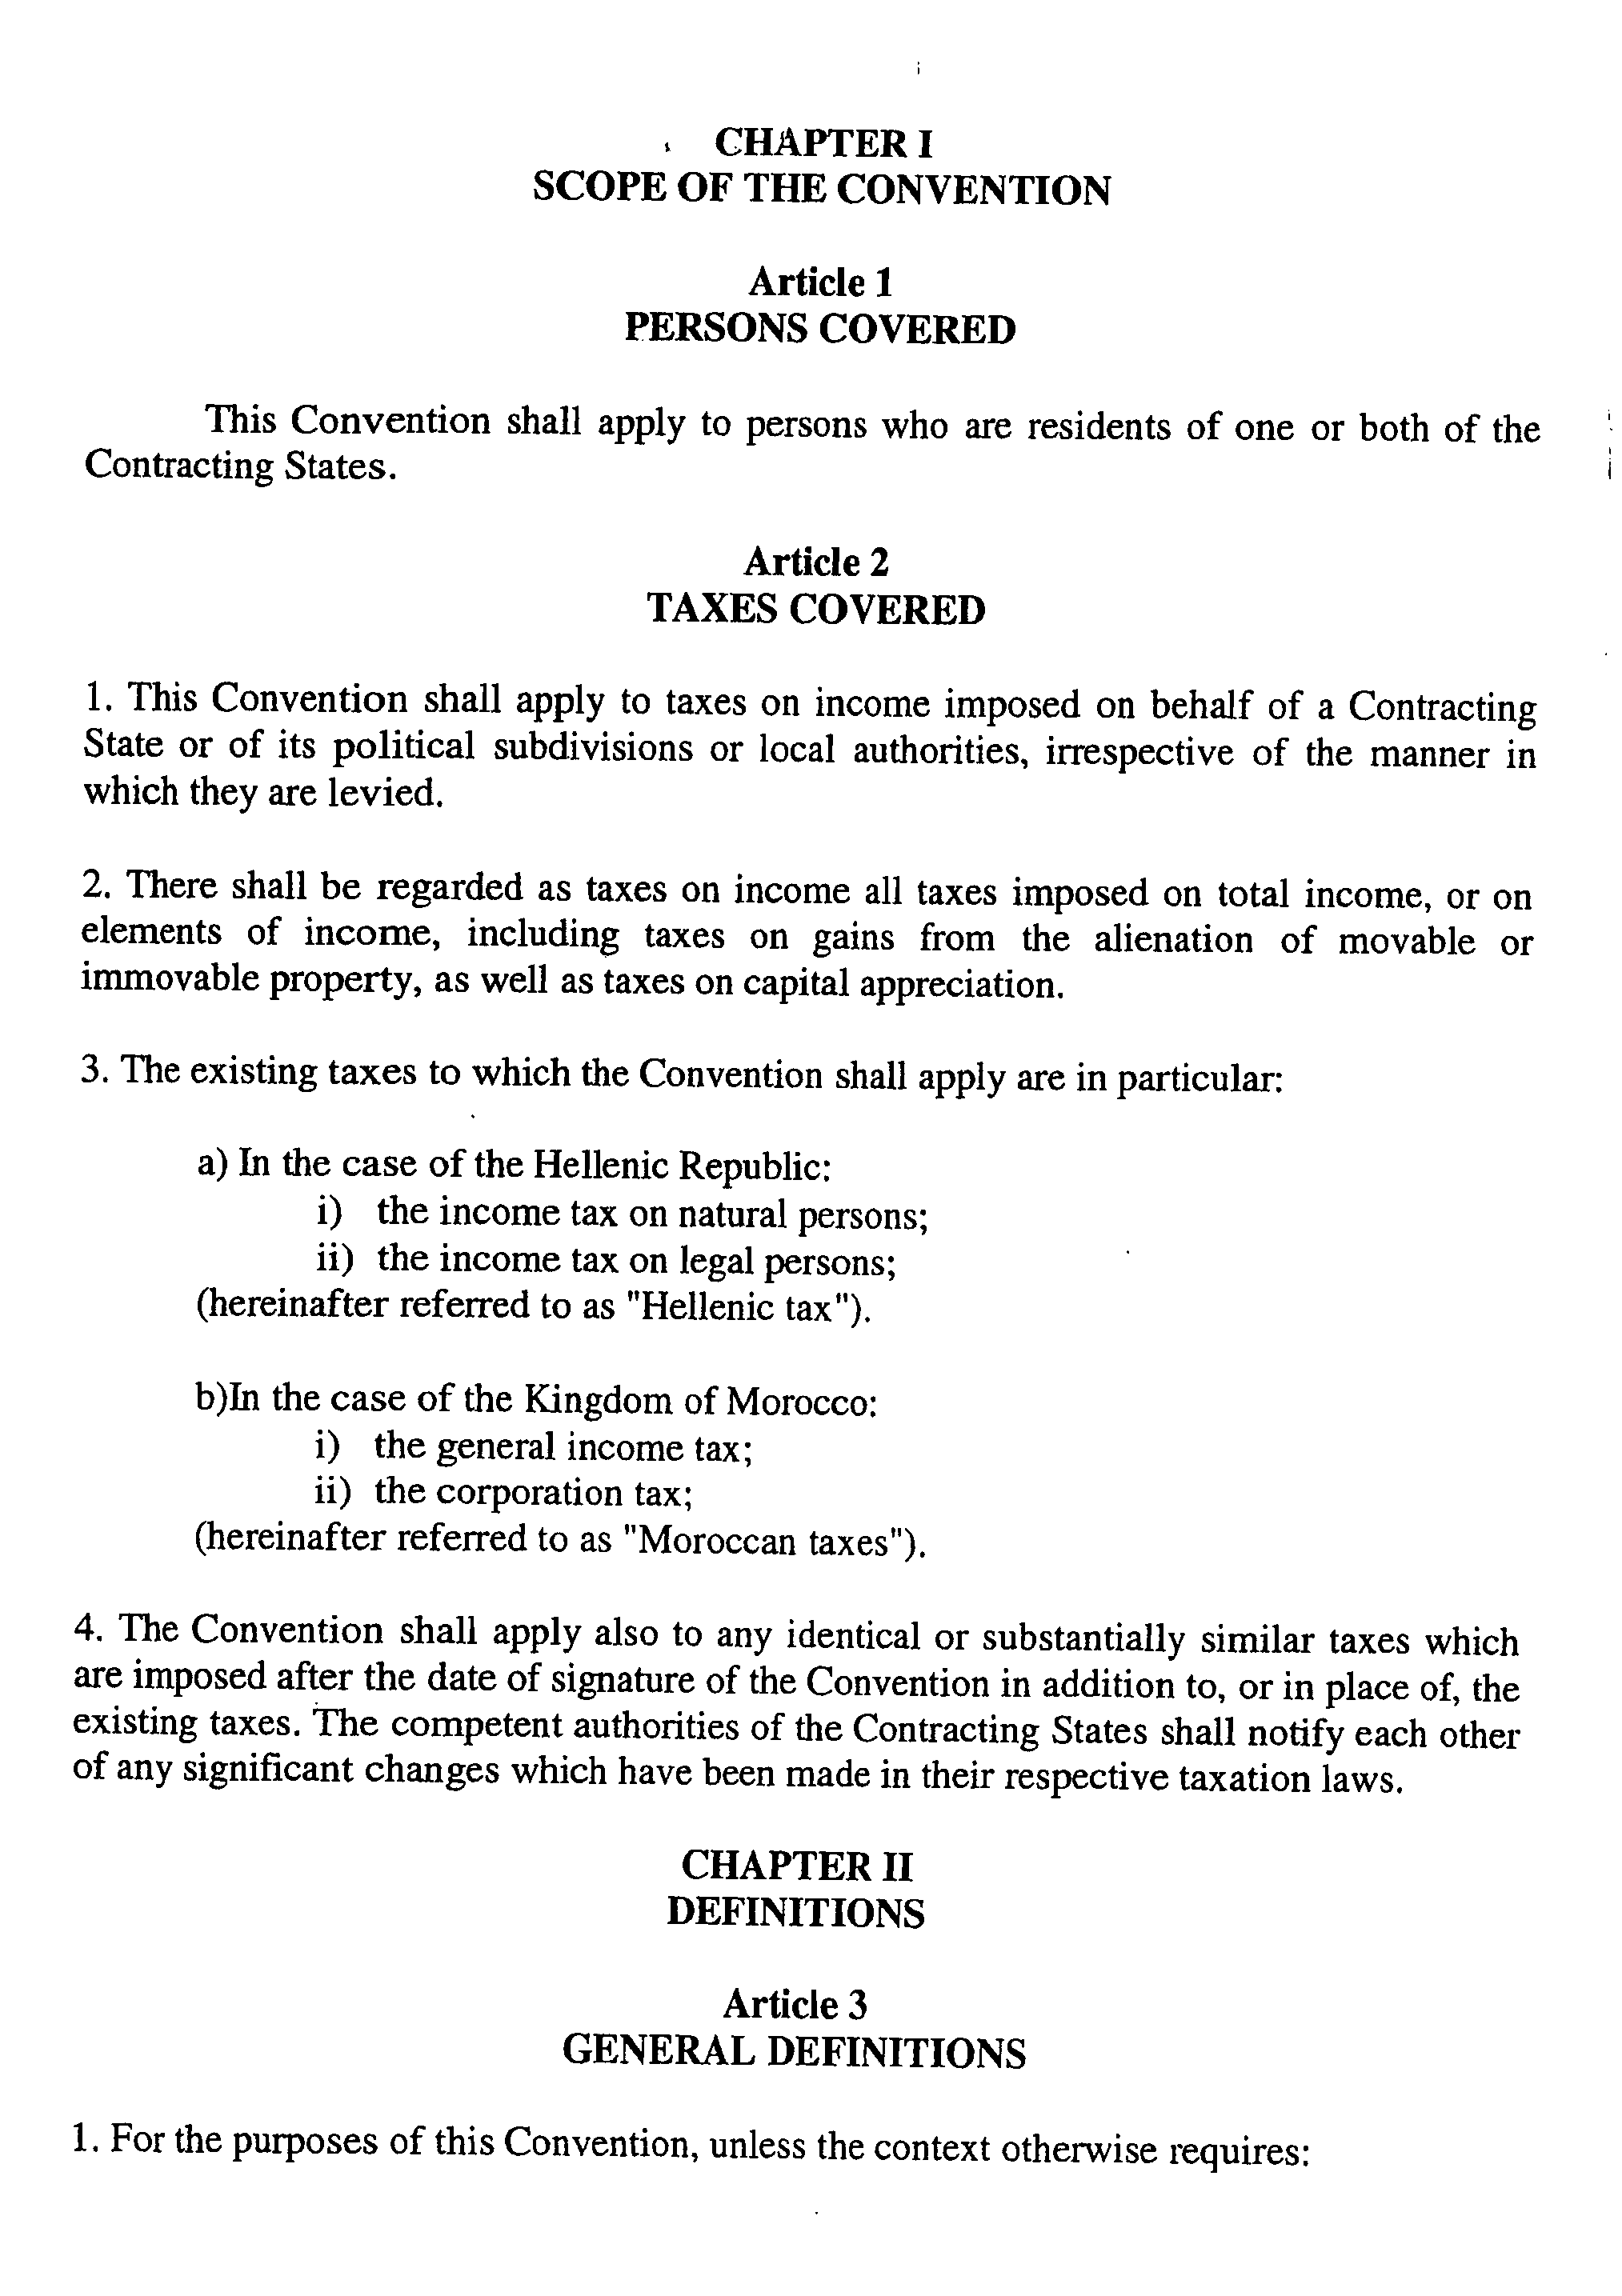 CHAPTER I
SCOPE OF THE CONVENTION
Article 1
PERSONS COVERED
This Convention shall apply to persons who are residents of one or both of the
Contracting States.
Article 2
TAXES COVERED
1. This Convention shall apply to taxes on income imposed on behalf of a Contracting
State or of its political subdivisions or local authorities, irrespective of the manner in
which they are levied.
2. There shall be regarded as taxes on income all taxes imposed on total income, or on
elements of income, including taxes on gains from the alienation of movable or
immovable property, as well as taxes on capital appreciation.
3. The existing taxes to which the Convention shall apply are in particular:
a) In the case of the Hellenic Republic:
i) the income tax on natural persons;
ii) the income tax on legal persons;
(hereinafter referred to as "Hellenic tax").
b)In the case of the Kingdom of Morocco:
i) the general income tax;
ii) the corporation tax;
(hereinafter referred to as "Moroccan taxes").
4. The Convention shall apply also to any identical or substantially similar taxes which
are imposed after the date of signature of the Convention in addition to, or in place of, the
existing taxes. The competent authorities of the Contracting States shall notify each other
of any significant changes which have been made in their respective taxation laws.
CHAPTER II
DEFINITIONS
Article 3
GENERAL DEFINITIONS
1. For the purposes of this Convention, unless the context otherwise requires: